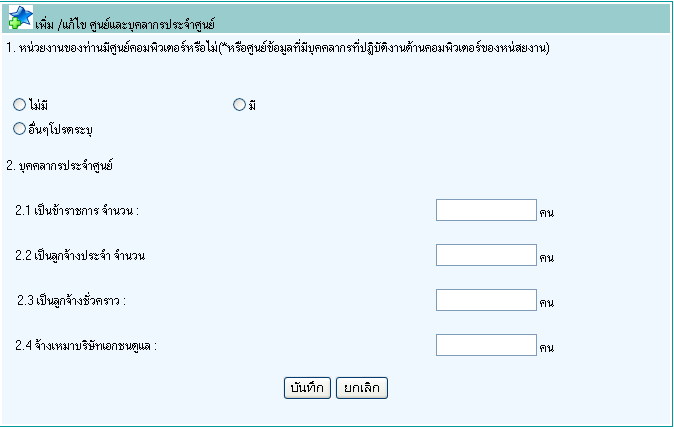 เพิ่ม /แก้ไข ศูนย์และบุคลากรประจำศูนย์
1. หน่วยงานของท่านมีศูนย์คอมพิวเตอร์หรือไม่("หรือศูนย์ข้อมูลที่มีบุคคลากรที่ปฏิบัติงานด้านคอมพิวเตอร์ของหน่สยงาน)
ไม่มี มี
อื่นๆโปรดระบุ
2. บุคคลากรประจำศูนย์
2.1 เป็นข้าราชการ จำนวน : คน
2.2 เป็นลูกจ้างประจำ จำนวน คน
2.3 เป็นลูกจ้างชั่วคราว : คน
2.4 จ้างเหมาบริษัทเอกชนดูแล : คน
บันทึก ยกเลิก